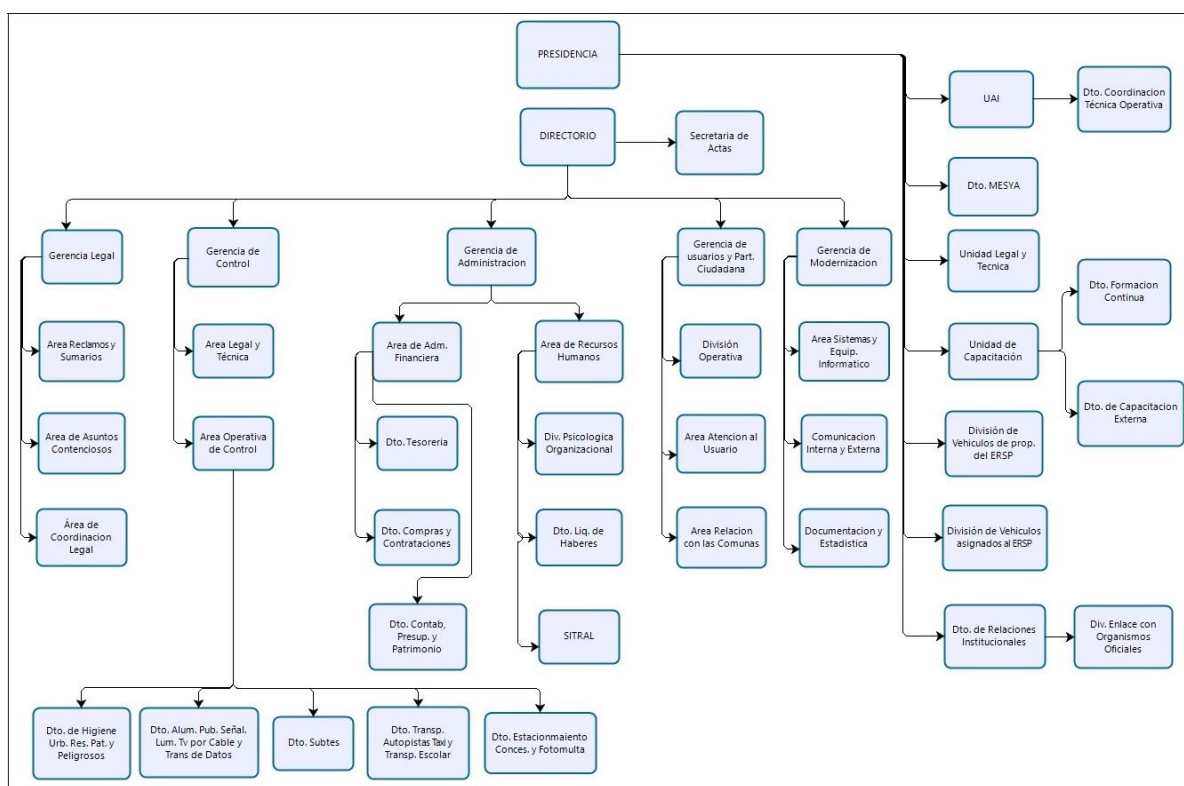 PRESIDENCIA
UAI
Dto. Coordinacion
Técnica Operativa
DIRECTORIO
Secretaria de
Actas
Dto. MESYA
Gerencia Legal
Gerencia de
Control
Gerencia de
Administracion
Gerencia de
usuarios y Part.
Ciudadana
Gerencia de
Modernizacion
Unidad Legal y
Tecnica
Dto. Formacion
Continua
Area Reclamos y
Sumarios
Area Legal y
Técnica
Area de Adm.
Financiera
Area de Recursos
Humanos
División
Operativa
Area Sistemas y
Equip.
Informatico
Unidad de
Capacitación
Dto. de Capacitacion
Externa
Area de Asuntos
Contenciosos
Area Operativa
de Control
Dto. Tesoreria
Div. Psicologica
Organizacional
Area Atencion al
Usuario
Comunicacion
Interna y Externa
División de
Vehiculos de prop.
del ERSP
Área de
Coordinacion
Legal
Dto. Compras y
Contrataciones
Dto. Liq. de
Haberes
Area Relacion
con las Comunas
Documentacion y
Estadistica
División de Vehiculos
asignados al ERSP
Dto. Contab,
Presup. y
Patrimonio
SITRAL
Dto. de Relaciones
Institucionales
Div. Enlace con
Organismos
Oficiales
Dto. de Higiene
Urb. Res. Pat. y
Peligrosos
Dto. Alum. Pub. Señal.
Lum. Tv por Cable y
Trans de Datos
Dto. Subtes
Dto. Transp.
Autopistas Taxi y
Transp. Escolar
Dto. Estacionmaiento
Conces. y Fotomulta